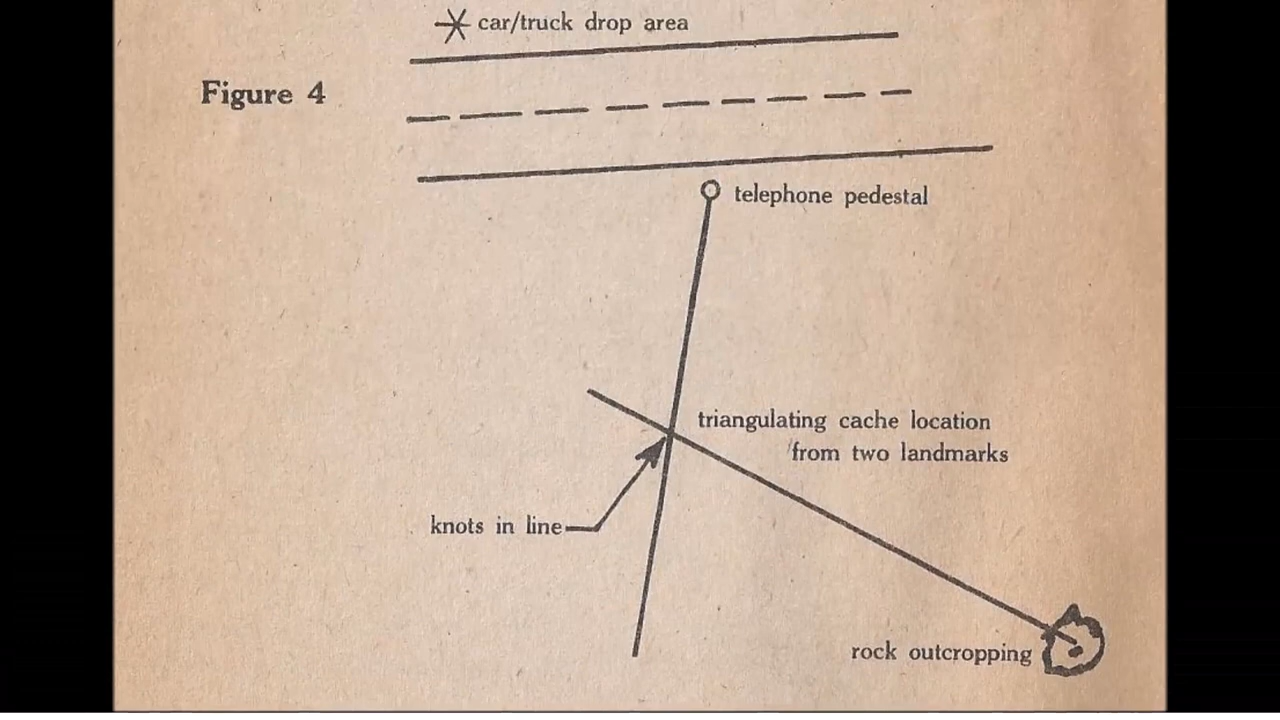 car/truck drop area
Figure 4
telephone pedestal
triangulating cache location
from two landmarks
knots in line
rock outcropping